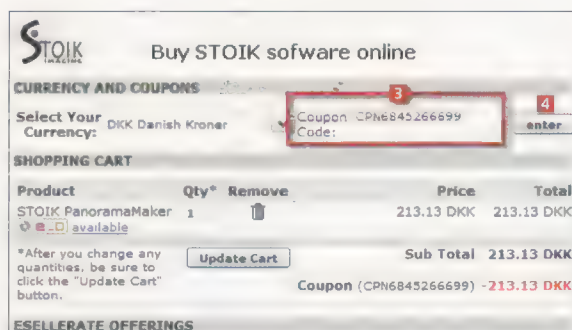 STOIK
IMAGING
Buy STOIK sofware online
CURRENCY AND COUPONS
3
4
Select Your Currency: DKK Danish Kroner
Coupon Code: CPN6845266699
enter
SHOPPING CART
Product Qty* Remove Price Total
STOIK PanoramaMaker 1 213.13 DKK 213.13 DKK
available
*After you change any
quantities, be sure to
click the "Update Cart"
button.
Update Cart
Sub Total 213.13 DKK
Coupon (CPN6845266699) -213.13 DKK
ESELLERATE OFFERINGS